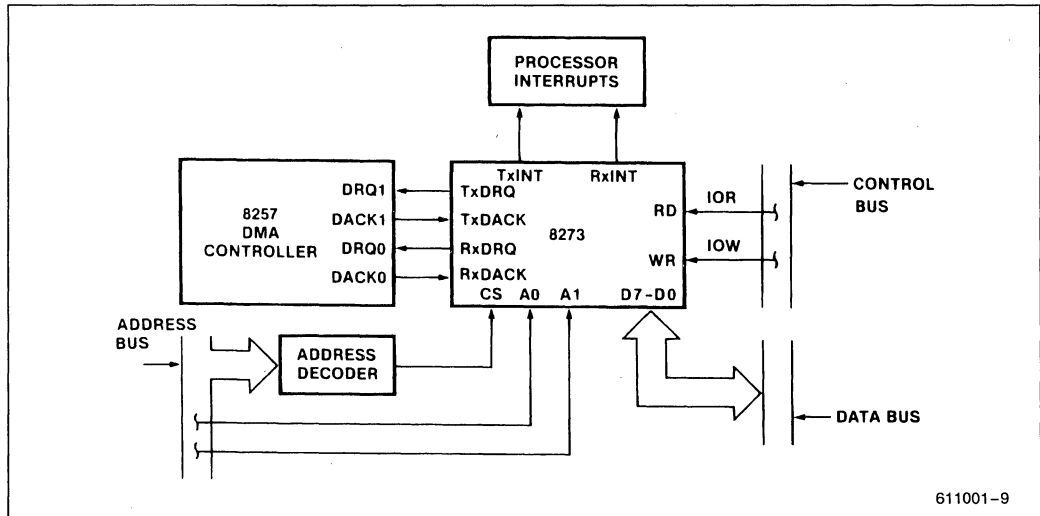 PROCESSOR
INTERRUPTS
TxINT
RxINT
8257
DMA
CONTROLLER
DRQ1
DACK1
DRQ0
DACK0
TxDRQ
TxDACK
RxDRQ
RxDACK
8273
RD
WR
CS
A0
A1
D7-D0
IOR
IOW
CONTROL
BUS
ADDRESS
BUS
ADDRESS
DECODER
DATA BUS
611001-9